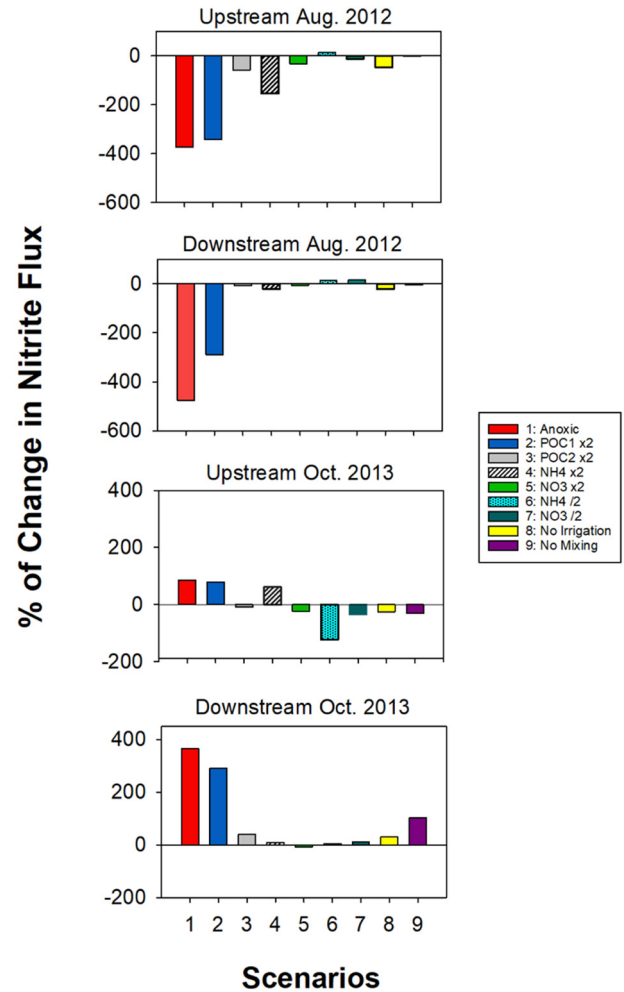 Upstream Aug. 2012
0
-200
-400
-600
Downstream Aug. 2012
0
-200
-400
-600
% of Change in Nitrite Flux
1: Anoxic
2: POC1 x2
3: POC2 x2
4: NH4 x2
5: NO3 x2
6: NH4 /2
7: NO3 /2
8: No Irrigation
9: No Mixing
Upstream Oct. 2013
400
200
0
-200
Downstream Oct. 2013
400
200
0
-200
1 2 3 4 5 6 7 8 9
Scenarios